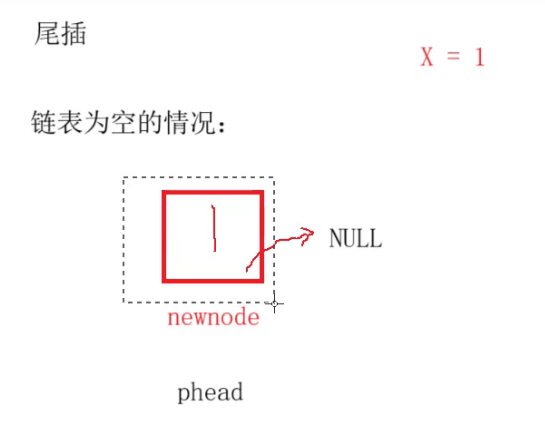 尾插
X = 1
链表为空的情况：
1
NULL
newnode
phead